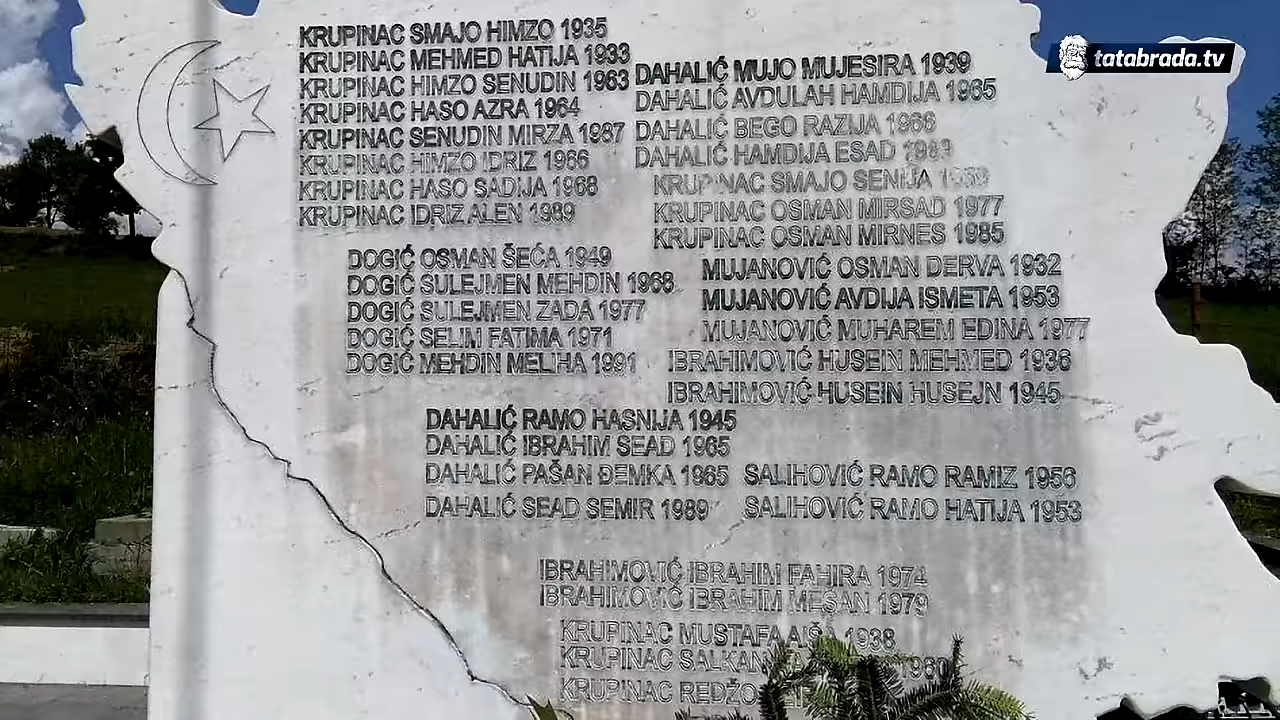 KRUPINAC SMAJO HIMZO 1935
KRUPINAC MEHMED HATIJA 1933
KRUPINAC HIMZO SENUDIN 1963
KRUPINAC HASO AZRA 1964
KRUPINAC SENUDIN MIRZA 1987
KRUPINAC HIMZO IDRIZ 1966
KRUPINAC HASO SADIJA 1968
KRUPINAC IDRIZ ALEN 1989
DOGIĆ OSMAN ŠEĆA 1949
DOGIĆ SULEJMEN MEHDIN 1968
DOGIĆ SULEJMEN ZADA 1977
DOGIĆ SELIM FATIMA 1971
DOGIĆ MEHDIN MELIHA 1991
tatabrada.tv
DAHALIĆ MUJO MUJESIRA 1939
DAHALIĆ AVDULAH HAMDIJA 1965
DAHALIĆ BEGO RAZIJA 1966
DAHALIĆ HAMDIJA ESAD 1983
KRUPINAC SMAJO SENIJA
KRUPINAC OSMAN MIRSAD 1977
KRUPINAC OSMAN MIRNES 1985
MUJANOVIĆ OSMAN DERVA 1932
MUJANOVIĆ AVDIJA ISMETA 1953
MUJANOVIĆ MUHAREM EDINA 1977
IBRAHIMOVIĆ HUSEIN MEHMED 1936
IBRAHIMOVIĆ HUSEIN HUSEJN 1945
DAHALIĆ RAMO HASNIJA 1945
DAHALIĆ IBRAHIM SEAD 1965
DAHALIĆ PAŠAN ĐEMKA 1965
DAHALIĆ SEAD SEMIR 1989
SALIHOVIĆ RAMO RAMIZ 1956
SALIHOVIĆ RAMO HATIJA 1953
IBRAHIMOVIĆ IBRAHIM FAHIRA 1974
IBRAHIMOVIĆ IBRAHIM MEŠAN 1979
KRUPINAC MUSTAFA 1938
KRUPINAC
KRUPINAC